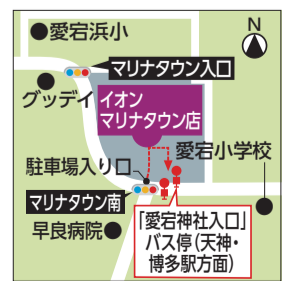 N
愛宕浜小
マリナタウン入口
グッデイ
イオン
マリナタウン店
愛宕小学校
駐車場入り口
マリナタウン南
早良病院
「愛宕神社入口」
バス停(天神・
博多駅方面)